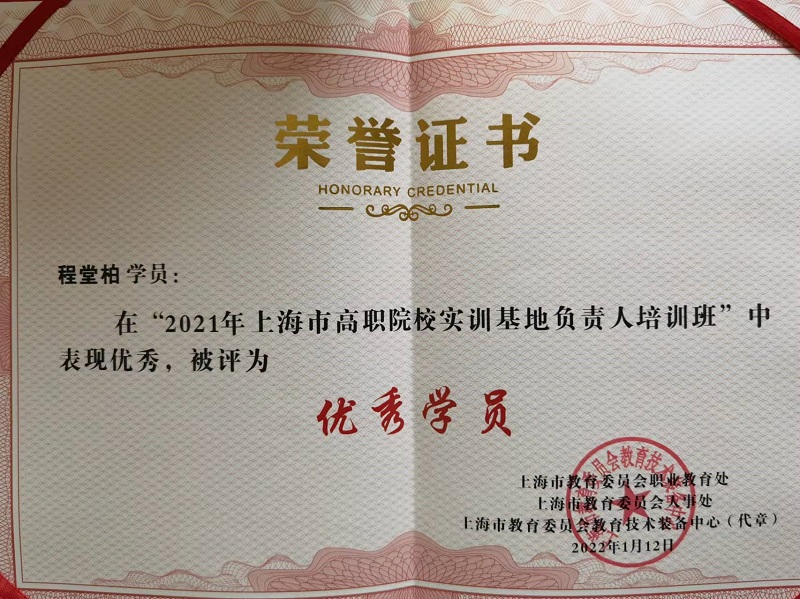 荣誉证书
HONORARY CREDENTIAL
程堂柏 学员：
在“2021年上海市高职院校实训基地负责人培训班”中
表现优秀，被评为
优秀学员
上海市教育委员会职业教育处
上海市教育委员会人事处
上海市教育委员会教育技术装备中心（代章）
2022年1月12日